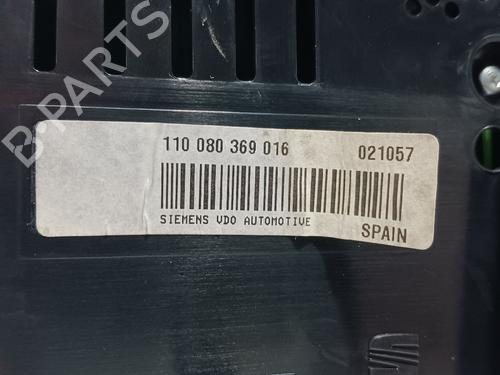 B-PARTS
110 080 369 016 021057
SIEMENS VDO AUTOMOTIVE
SPAIN